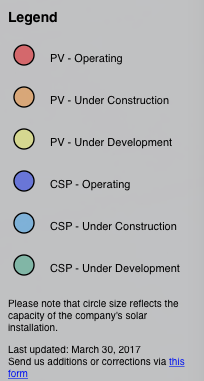 Legend
PV - Operating
PV - Under Construction
PV - Under Development
CSP - Operating
CSP - Under Construction
CSP - Under Development
Please note that circle size reflects the
capacity of the company's solar
installation.
Last updated: March 30, 2017
Send us additions or corrections via this
form